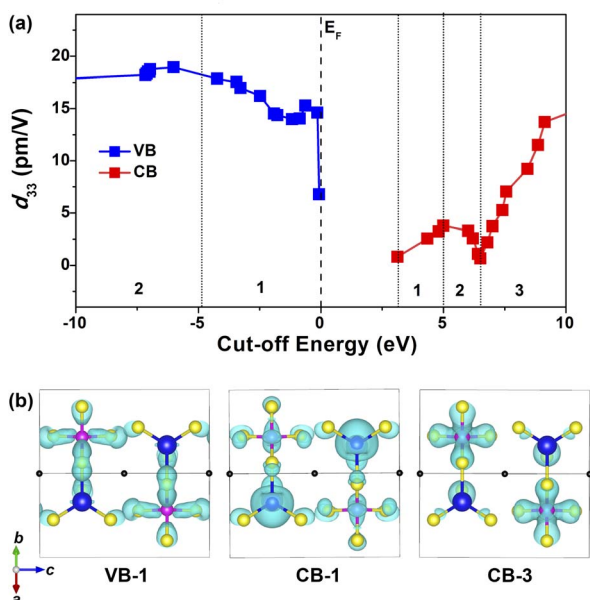 (a)
E_F
d_33 (pm/V)
20
15
10
5
0
VB
CB
2
1
1
2
3
-10
-5
0
5
10
Cut-off Energy (eV)
(b)
b
c
a
VB-1
CB-1
CB-3